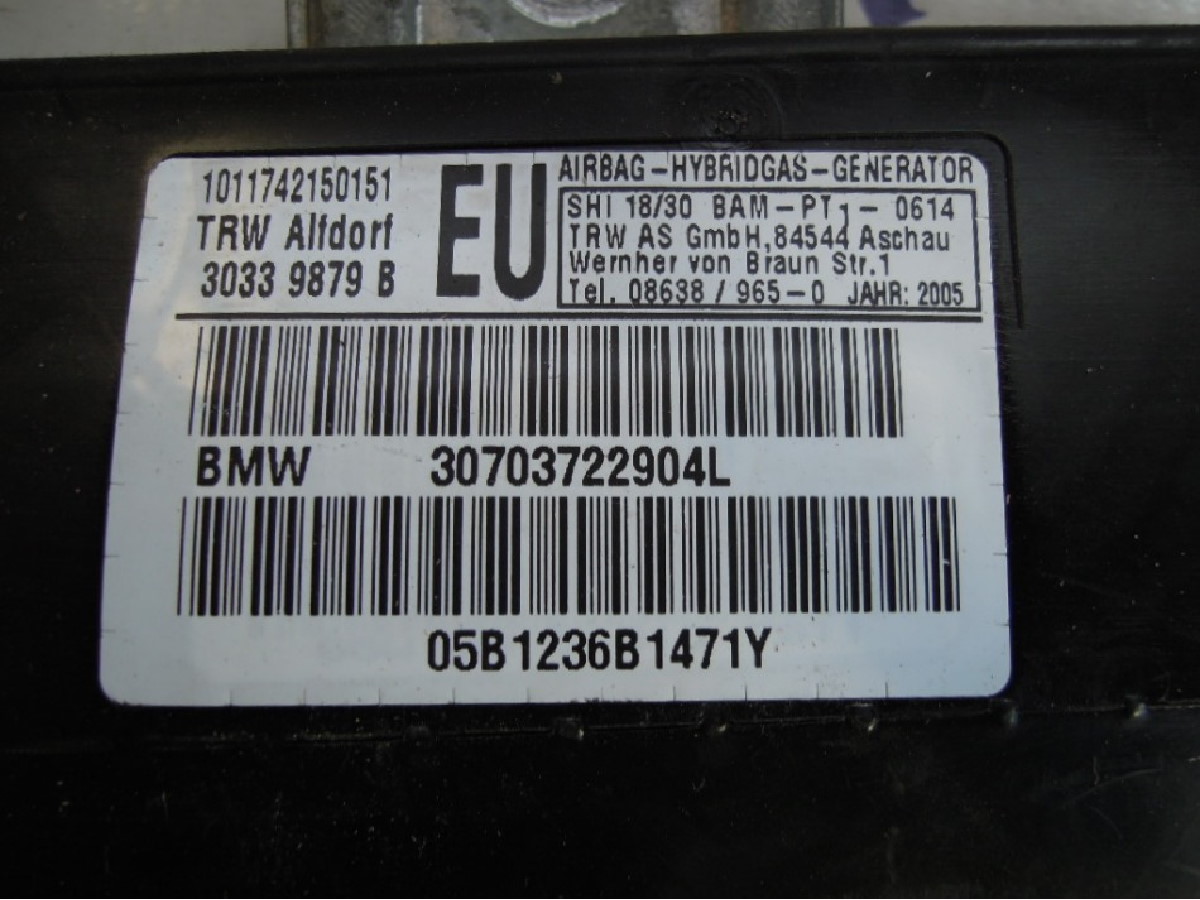 1011742150151
TRW Alfdorf
3033 9879 B
EU
AIRBAG-HYBRIDGAS-GENERATOR
SHI 18/30 BAM-PT1-0614
TRW AS GmbH,84544 Aschau
Wernher von Braun Str.1
Tel. 08638 / 965-0 JAHR: 2005
BMW 30703722904L
05B1236B1471Y